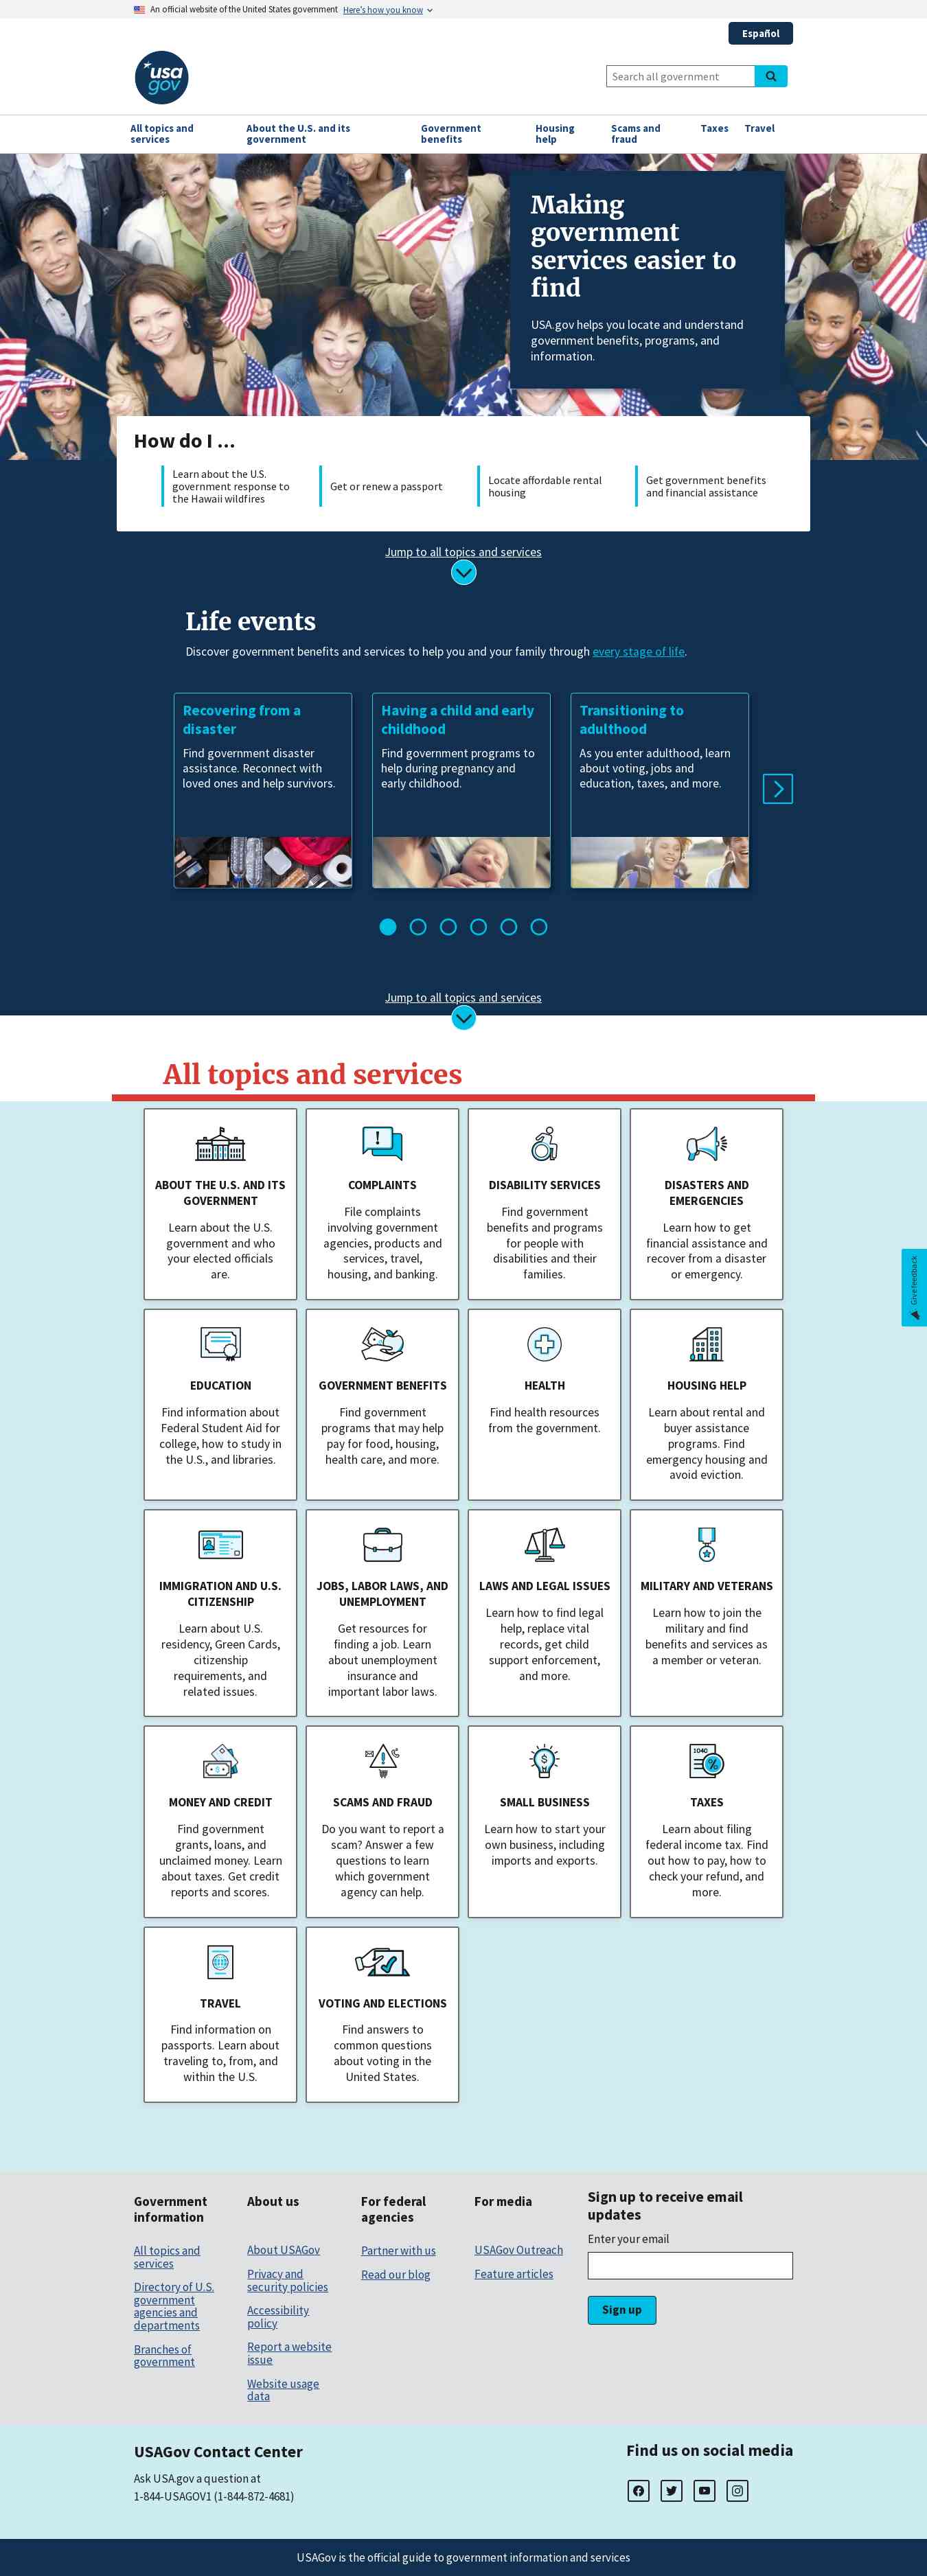 An official website of the United States government Here's how you know
Español
usa
gov
Search all government
All topics and
services
About the U.S. and its
government
Government
benefits
Housing
help
Scams and
fraud
Taxes
Travel
Making
government
services easier to
find
USA.gov helps you locate and understand
government benefits, programs, and
information.
How do I ...
Learn about the U.S.
government response to
the Hawaii wildfires
Get or renew a passport
Locate affordable rental
housing
Get government benefits
and financial assistance
Jump to all topics and services
Life events
Discover government benefits and services to help you and your family through every stage of life.
Recovering from a
disaster
Find government disaster
assistance. Reconnect with
loved ones and help survivors.
Having a child and early
childhood
Find government programs to
help during pregnancy and
early childhood.
Transitioning to
adulthood
As you enter adulthood, learn
about voting, jobs and
education, taxes, and more.
Jump to all topics and services
All topics and services
ABOUT THE U.S. AND ITS
GOVERNMENT
Learn about the U.S.
government and who
your elected officials
are.
COMPLAINTS
File complaints
involving government
agencies, products and
services, travel,
housing, and banking.
DISABILITY SERVICES
Find government
benefits and programs
for people with
disabilities and their
families.
DISASTERS AND
EMERGENCIES
Learn how to get
financial assistance and
recover from a disaster
or emergency.
Give feedback
EDUCATION
Find information about
Federal Student Aid for
college, how to study in
the U.S., and libraries.
GOVERNMENT BENEFITS
Find government
programs that may help
pay for food, housing,
health care, and more.
HEALTH
Find health resources
from the government.
HOUSING HELP
Learn about rental and
buyer assistance
programs. Find
emergency housing and
avoid eviction.
IMMIGRATION AND U.S.
CITIZENSHIP
Learn about U.S.
residency, Green Cards,
citizenship
requirements, and
related issues.
JOBS, LABOR LAWS, AND
UNEMPLOYMENT
Get resources for
finding a job. Learn
about unemployment
insurance and
important labor laws.
LAWS AND LEGAL ISSUES
Learn how to find legal
help, replace vital
records, get child
support enforcement,
and more.
MILITARY AND VETERANS
Learn how to join the
military and find
benefits and services as
a member or veteran.
MONEY AND CREDIT
Find government
grants, loans, and
unclaimed money. Learn
about taxes. Get credit
reports and scores.
SCAMS AND FRAUD
Do you want to report a
scam? Answer a few
questions to learn
which government
agency can help.
SMALL BUSINESS
Learn how to start your
own business, including
imports and exports.
1040
TAXES
Learn about filing
federal income tax. Find
out how to pay, how to
check your refund, and
more.
TRAVEL
Find information on
passports. Learn about
traveling to, from, and
within the U.S.
VOTING AND ELECTIONS
Find answers to
common questions
about voting in the
United States.
Government
information
All topics and
services
Directory of U.S.
government
agencies and
departments
Branches of
government
About us
About USAGov
Privacy and
security policies
Accessibility
policy
Report a website
issue
Website usage
data
For federal
agencies
Partner with us
Read our blog
For media
USAGov Outreach
Feature articles
Sign up to receive email
updates
Enter your email
Sign up
USAGov Contact Center
Ask USA.gov a question at
1-844-USAGOV1 (1-844-872-4681)
Find us on social media
USAGov is the official guide to government information and services